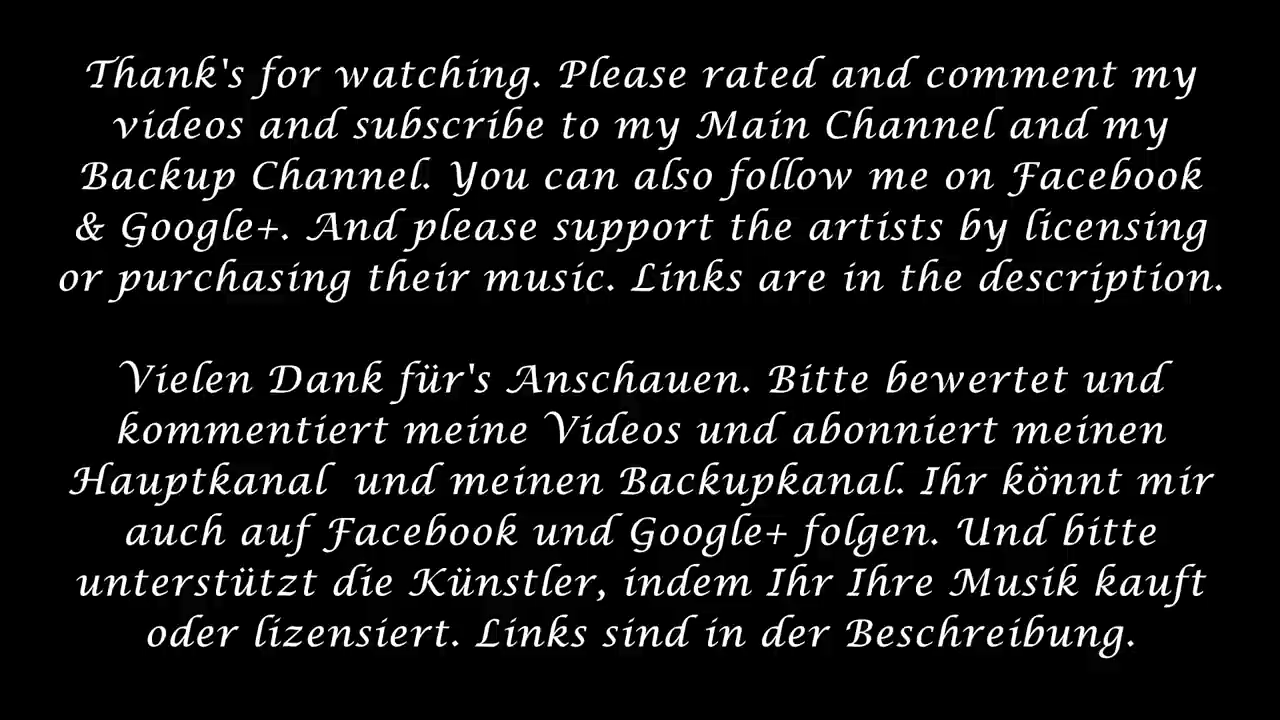 Thank's for watching. Please rated and comment my
videos and subscribe to my Main Channel and my
Backup Channel. You can also follow me on Facebook
& Google+. And please support the artists by licensing
or purchasing their music. Links are in the description.
Vielen Dank für's Anschauen. Bitte bewertet und
kommentiert meine Videos und abonniert meinen
Hauptkanal und meinen Backupkanal. Ihr könnt mir
auch auf Facebook und Google+ folgen. Und bitte
unterstützt die Künstler, indem Ihr Ihre Musik kauft
oder lizensiert. Links sind in der Beschreibung.